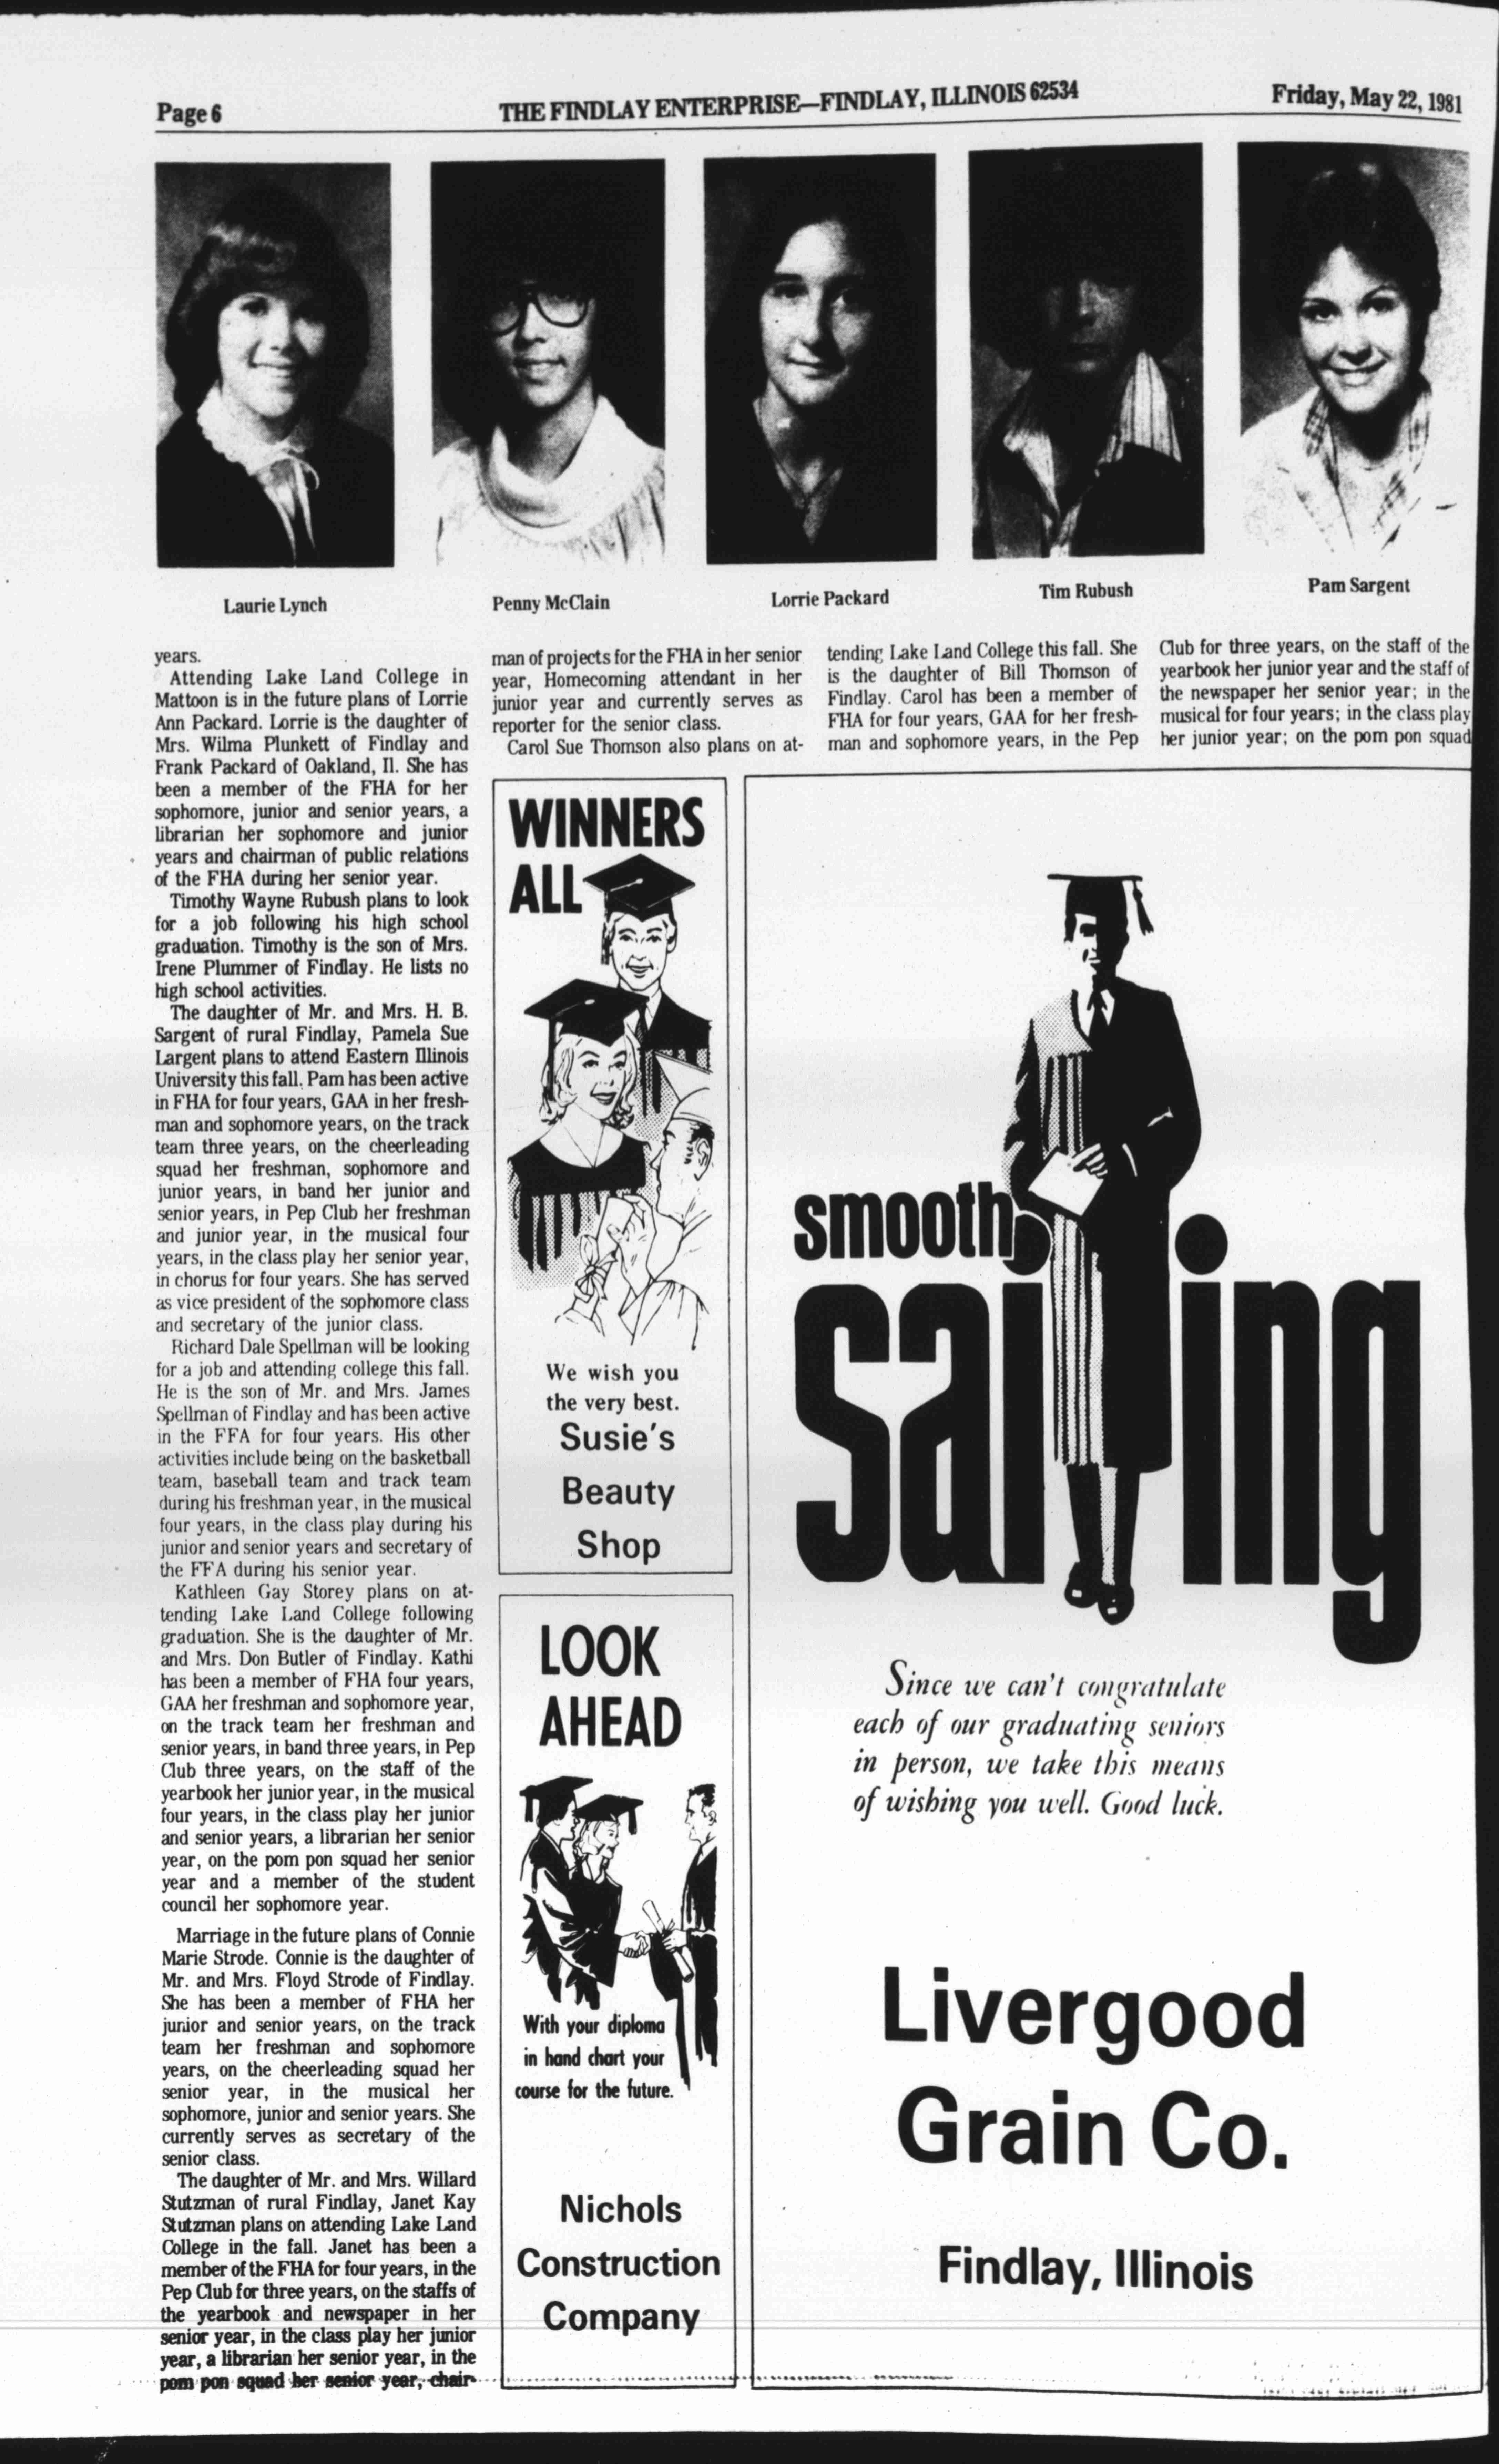 Page 6
THE FINDLAY ENTERPRISE—FINDLAY, ILLINOIS 62534
Friday, May 22, 1981
Laurie Lynch
Penny McClain
Lorrie Packard
Tim Rubush
Pam Sargent
years.
Attending Lake Land College in
Mattoon is in the future plans of Lorrie
Ann Packard. Lorrie is the daughter of
Mrs. Wilma Plunkett of Findlay and
Frank Packard of Oakland, Il. She has
been a member of the FHA for her
sophomore, junior and senior years, a
librarian her sophomore and junior
years and chairman of public relations
of the FHA during her senior year.
Timothy Wayne Rubush plans to look
for a job following his high school
graduation. Timothy is the son of Mrs.
Irene Plummer of Findlay. He lists no
high school activities.
The daughter of Mr. and Mrs. H. B.
Sargent of rural Findlay, Pamela Sue
Largent plans to attend Eastern Illinois
University this fall. Pam has been active
in FHA for four years, GAA in her fresh-
man and sophomore years, on the track
team three years, on the cheerleading
squad her freshman, sophomore and
junior years, in band her junior and
senior years, in Pep Club her freshman
and junior year, in the musical four
years, in the class play her senior year,
in chorus for four years. She has served
as vice president of the sophomore class
and secretary of the junior class.
Richard Dale Spellman will be looking
for a job and attending college this fall.
He is the son of Mr. and Mrs. James
Spellman of Findlay and has been active
in the FFA for four years. His other
activities include being on the basketball
team, baseball team and track team
during his freshman year, in the musical
four years, in the class play during his
junior and senior years and secretary of
the FFA during his senior year.
Kathleen Gay Storey plans on at-
tending Lake Land College following
graduation. She is the daughter of Mr.
and Mrs. Don Butler of Findlay. Kathi
has been a member of FHA four years,
GAA her freshman and sophomore year,
on the track team her freshman and
senior years, in band three years, in Pep
Club three years, on the staff of the
yearbook her junior year, in the musical
four years, in the class play her junior
and senior years, a librarian her senior
year, on the pom pon squad her senior
year and a member of the student
council her sophomore year.
Marriage in the future plans of Connie
Marie Strode. Connie is the daughter of
Mr. and Mrs. Floyd Strode of Findlay.
She has been a member of FHA her
junior and senior years, on the track
team her freshman and sophomore
years, on the cheerleading squad her
senior year, in the musical her
sophomore, junior and senior years. She
currently serves as secretary of the
senior class.
The daughter of Mr. and Mrs. Willard
Stutzman of rural Findlay, Janet Kay
Stutzman plans on attending Lake Land
College in the fall. Janet has been a
member of the FHA for four years, in the
Pep Club for three years, on the staffs of
the yearbook and newspaper in her
senior year, in the class play her junior
year, a librarian her senior year, in the
pom pon squad her senior year, chair-
man of projects for the FHA in her senior
year, Homecoming attendant in her
junior year and currently serves as
reporter for the senior class.
Carol Sue Thomson also plans on at-
tending Lake Land College this fall. She
is the daughter of Bill Thomson of
Findlay. Carol has been a member of
FHA for four years, GAA for her fresh-
man and sophomore years, in the Pep
Club for three years, on the staff of the
yearbook her junior year and the staff of
the newspaper her senior year; in the
musical for four years; in the class play
her junior year; on the pom pon squad
WINNERS
ALL
We wish you
the very best.
Susie's
Beauty
Shop
LOOK
AHEAD
With your diploma
in hand chart your
course for the future.
Nichols
Construction
Company
smooth
sailing
Since we can't congratulate
each of our graduating seniors
in person, we take this means
of wishing you well. Good luck.
Livergood
Grain Co.
Findlay, Illinois